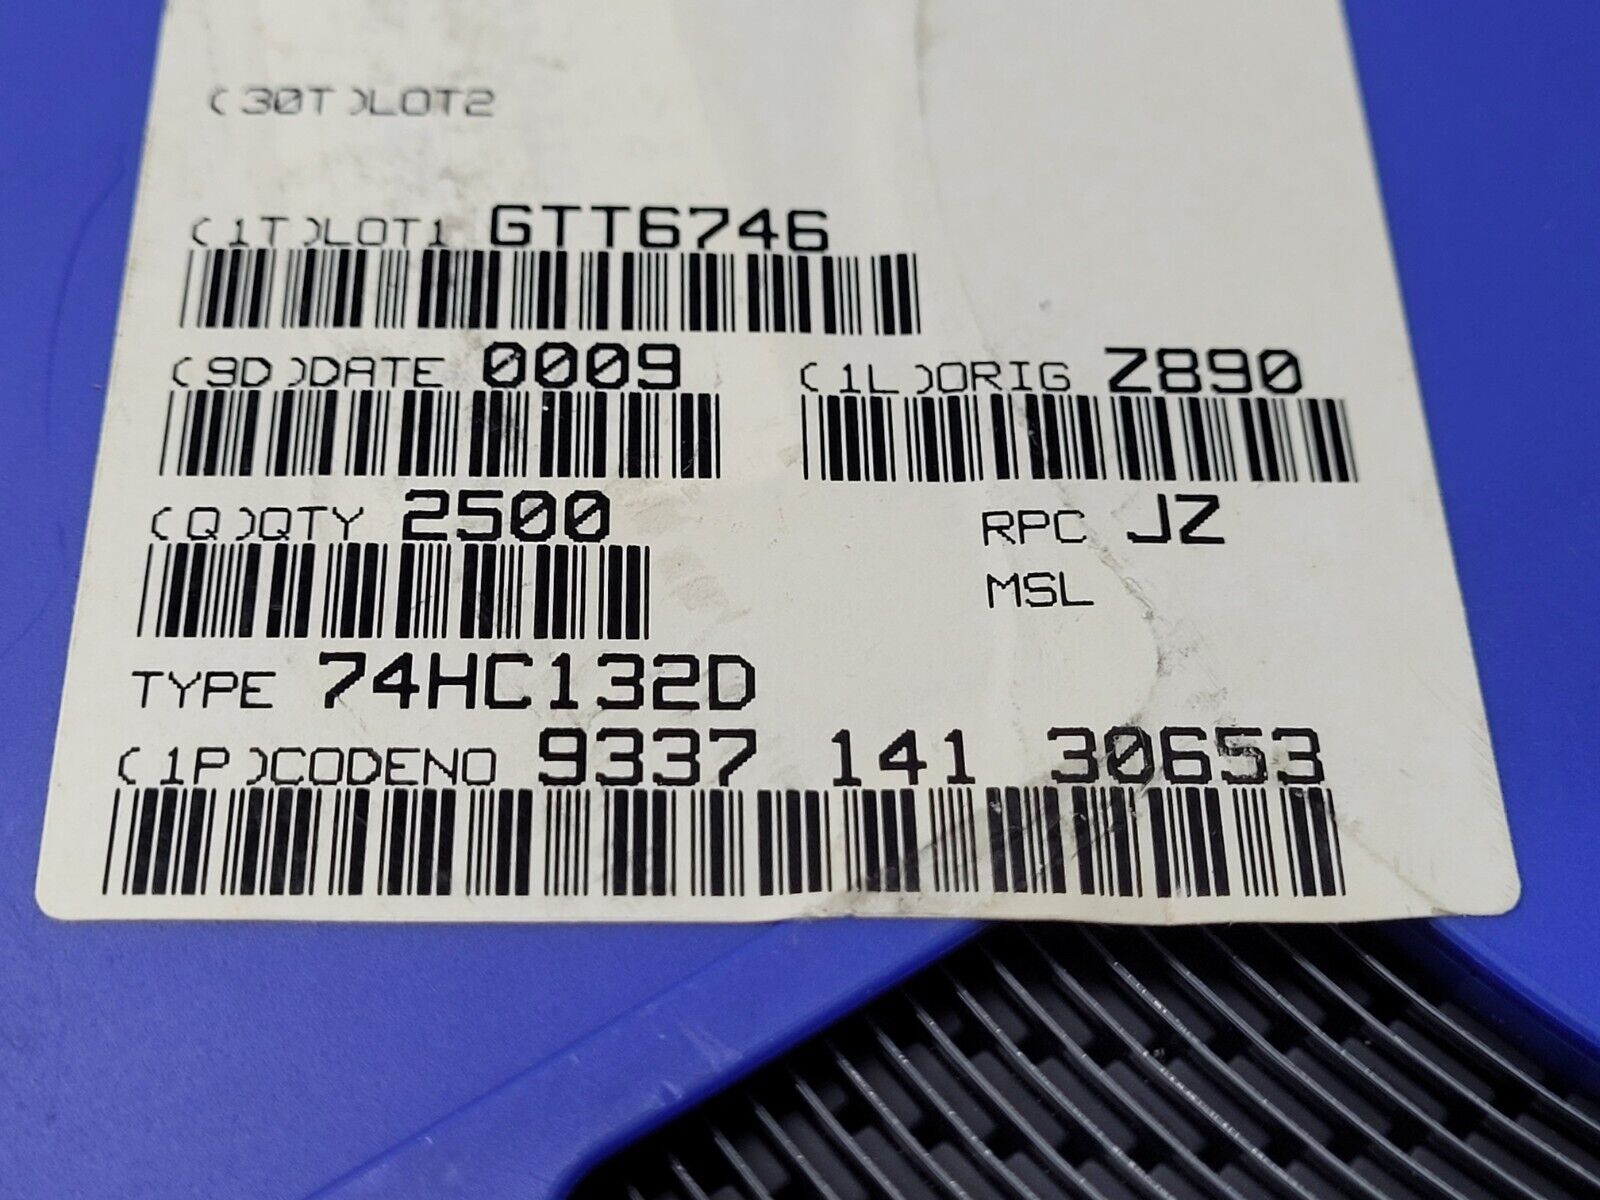 (30T)LOT2
(1T)LOT1 GTT6746
(9D)DATE 0009 (1L)ORIG Z890
(Q)QTY 2500 RPC JZ
MSL
TYPE 74HC132D
(1P)CODENO 9337 141 30653